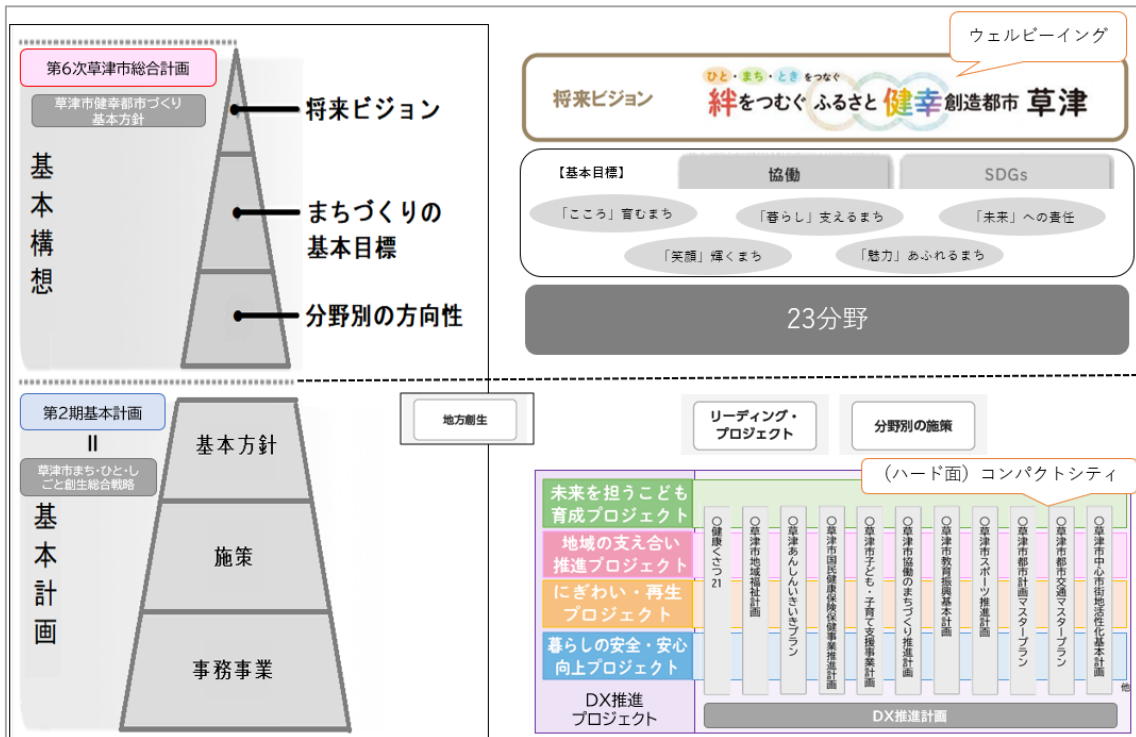 第6次草津市総合計画
草津市健幸都市づくり
基本方針
基本構想
将来ビジョン
まちづくりの
基本目標
分野別の方向性
ウェルビーイング
将来ビジョン
ひと・まち・ときをつなぐ
絆をつむぐ ふるさと 健幸創造都市 草津
【基本目標】
協働
SDGs
「こころ」育むまち
「暮らし」支えるまち
「未来」への責任
「笑顔」輝くまち
「魅力」あふれるまち
23分野
第2期基本計画
=
草津市まち・ひと・し
ごと創生総合戦略
基本計画
基本方針
施策
事務事業
地方創生
リーディング・
プロジェクト
分野別の施策
(ハード面)コンパクトシティ
未来を担うこども
育成プロジェクト
地域の支え合い
推進プロジェクト
にぎわい・再生
プロジェクト
暮らしの安全・安心
向上プロジェクト
DX推進
プロジェクト
〇健康くさつ21
〇草津市地域福祉計画
〇草津あんしんいきいきプラン
〇草津市国民健康保険保健事業推進計画
〇草津市子ども・子育て支援事業計画
〇草津市協働のまちづくり推進計画
〇草津市教育振興基本計画
〇草津市スポーツ推進計画
〇草津市都市計画マスタープラン
〇草津市都市交通マスタープラン
〇草津市中心市街地活性化基本計画
他
DX推進計画